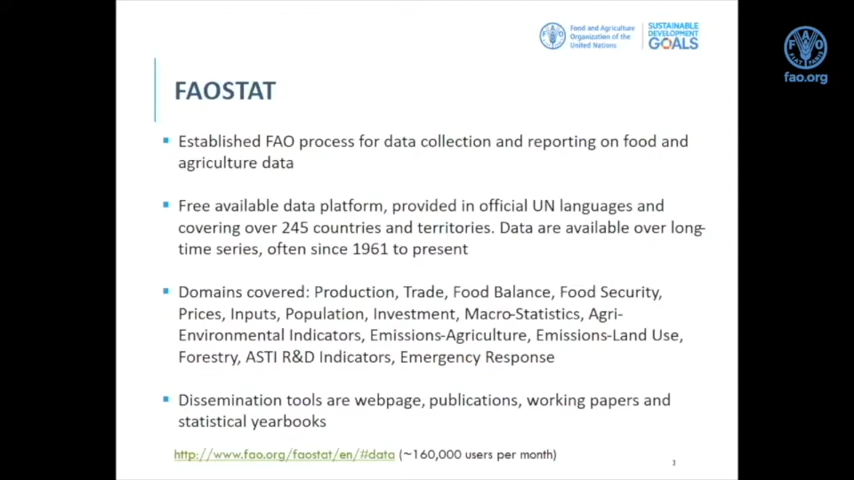 Food and Agriculture
Organization of the
United Nations
SUSTAINABLE
DEVELOPMENT
GOALS
FAO
FIAT PANIS
fao.org
FAOSTAT
▪ Established FAO process for data collection and reporting on food and
agriculture data
▪ Free available data platform, provided in official UN languages and
covering over 245 countries and territories. Data are available over long-
time series, often since 1961 to present
▪ Domains covered: Production, Trade, Food Balance, Food Security,
Prices, Inputs, Population, Investment, Macro-Statistics, Agri-
Environmental Indicators, Emissions-Agriculture, Emissions-Land Use,
Forestry, ASTI R&D Indicators, Emergency Response
▪ Dissemination tools are webpage, publications, working papers and
statistical yearbooks
http://www.fao.org/faostat/en/#data (~160,000 users per month)
3